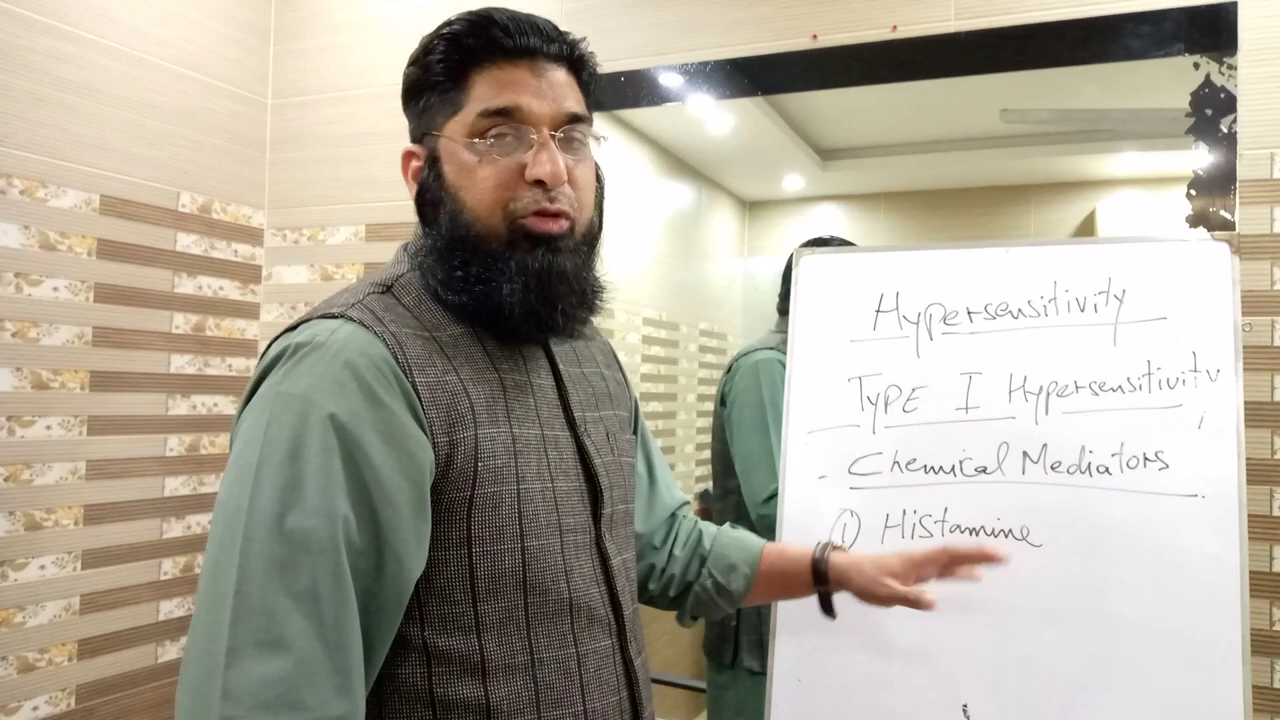 Hypersensitivity
TYPE I Hypersensitivity
- Chemical Mediators
① Histamine